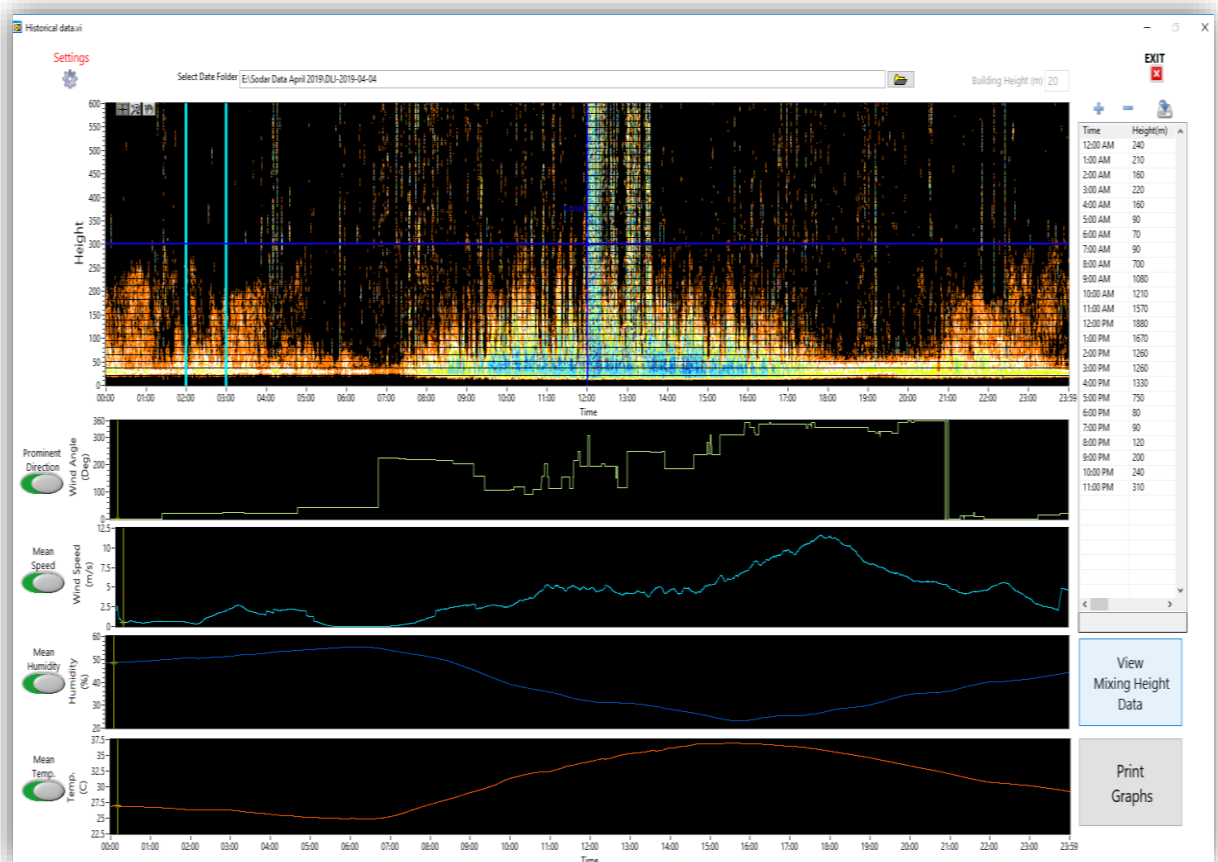 Historical data.vi
Settings
EXIT
Select Date Folder E:\Sodar Data April 2019\DLI-2019-04-04
Building Height (m) 20
Height
600
550
500
450
400
350
300
250
200
150
100
50
0
00:00 01:00 02:00 03:00 04:00 05:00 06:00 07:00 08:00 09:00 10:00 11:00 12:00 13:00 14:00 15:00 16:00 17:00 18:00 19:00 20:00 21:00 22:00 23:00 23:59
Time
Time Height(m)
12:00 AM 240
1:00 AM 210
2:00 AM 160
3:00 AM 220
4:00 AM 160
5:00 AM 90
6:00 AM 70
7:00 AM 90
8:00 AM 700
9:00 AM 1080
10:00 AM 1210
11:00 AM 1570
12:00 PM 1880
1:00 PM 1670
2:00 PM 1260
3:00 PM 1260
4:00 PM 1330
5:00 PM 750
6:00 PM 80
7:00 PM 90
8:00 PM 120
9:00 PM 200
10:00 PM 240
11:00 PM 310
Prominent
Direction
Wind Angle
(Deg)
360
300
200
100
0
Mean
Speed
Wind Speed
(m/s)
12.5
10
7.5
5
2.5
0
Mean
Humidity
Humidity
(%)
60
50
40
30
20
Mean
Temp.
Temp.
(C)
37.5
35
32.5
30
27.5
25
22.5
00:00 01:00 02:00 03:00 04:00 05:00 06:00 07:00 08:00 09:00 10:00 11:00 12:00 13:00 14:00 15:00 16:00 17:00 18:00 19:00 20:00 21:00 22:00 23:00 23:59
Time
View
Mixing Height
Data
Print
Graphs